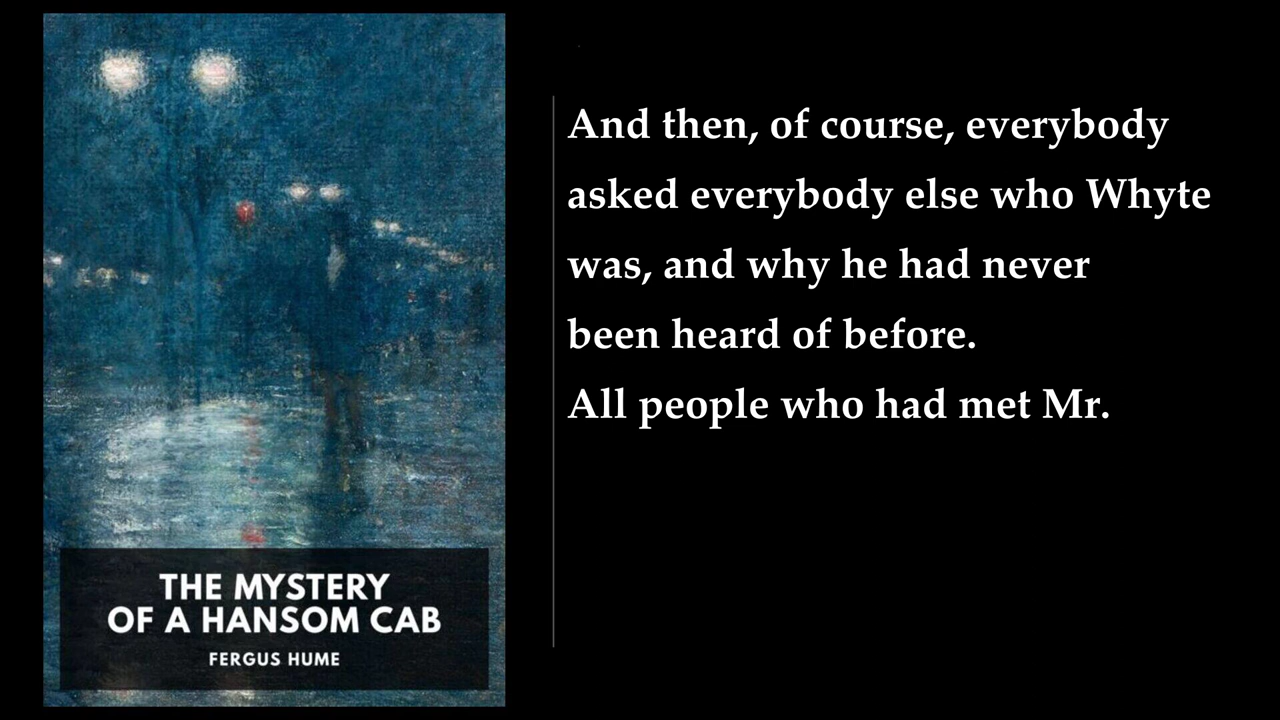 THE MYSTERY
OF A HANSOM CAB
FERGUS HUME
And then, of course, everybody
asked everybody else who Whyte
was, and why he had never
been heard of before.
All people who had met Mr.